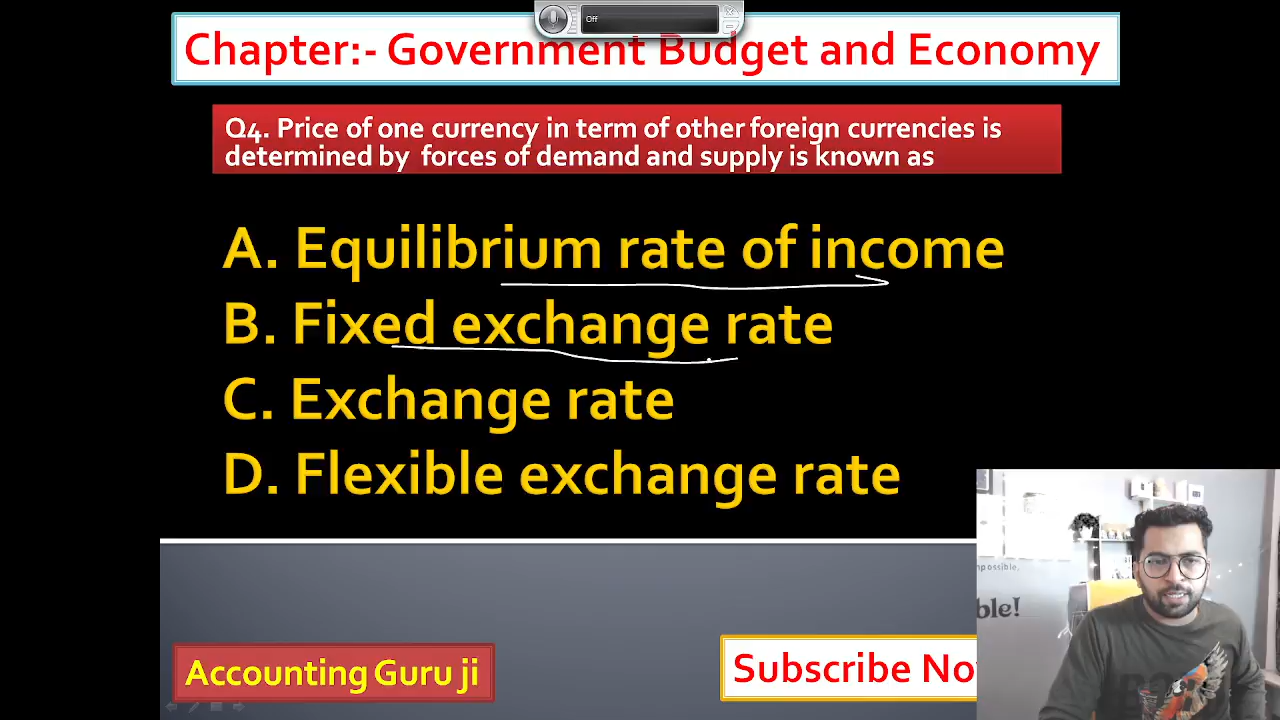 Off
Chapter:- Government Budget and Economy
Q4. Price of one currency in term of other foreign currencies is
determined by forces of demand and supply is known as
A. Equilibrium rate of income
B. Fixed exchange rate
C. Exchange rate
D. Flexible exchange rate
Accounting Guru ji
Subscribe